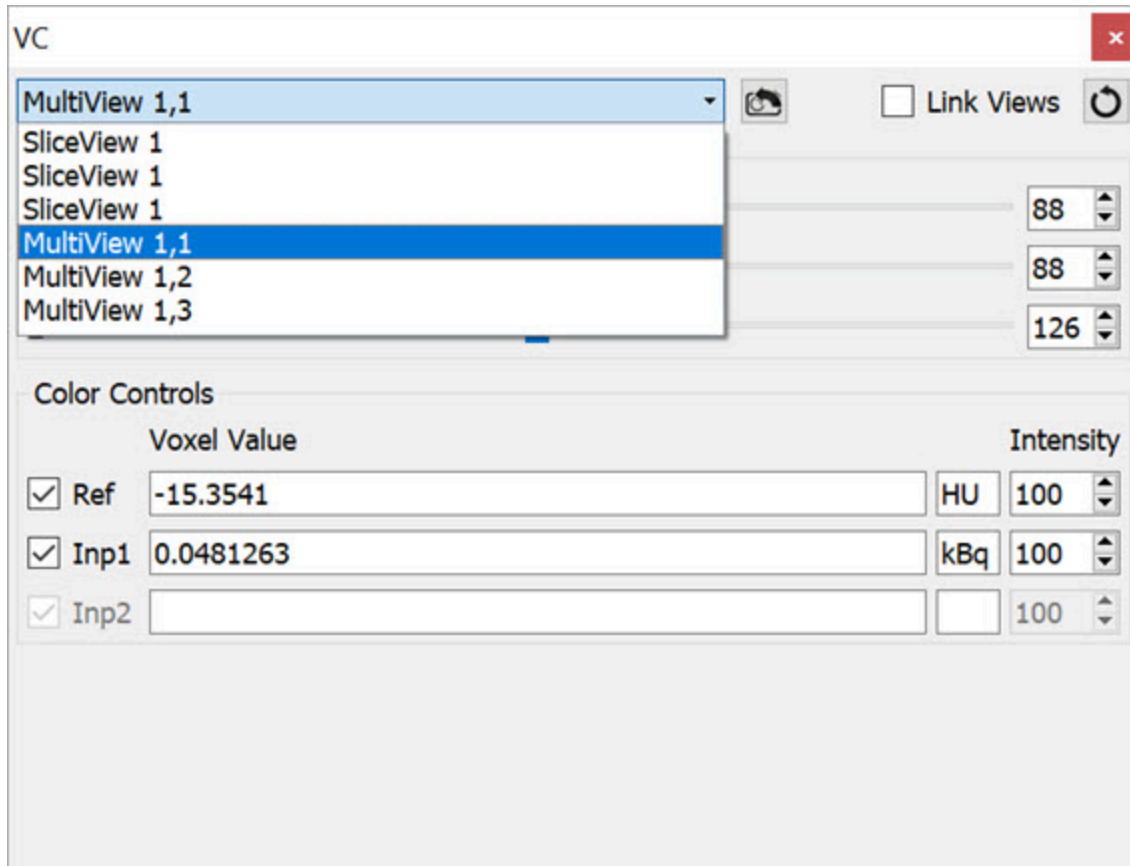 VC
MultiView 1,1 Link Views
SliceView 1
SliceView 1
SliceView 1
88
MultiView 1,1
88
MultiView 1,2
MultiView 1,3
126
Color Controls
Voxel Value Intensity
Ref -15.3541 HU 100
Inp1 0.0481263 kBq 100
Inp2 100